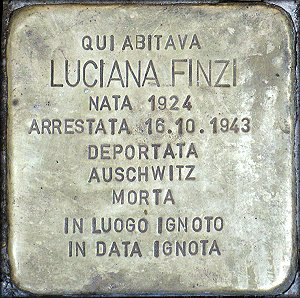 QUI ABITAVA
LUCIANA FINZI
NATA 1924
ARRESTATA 16.10.1943
DEPORTATA
AUSCHWITZ
MORTA
IN LUOGO IGNOTO
IN DATA IGNOTA